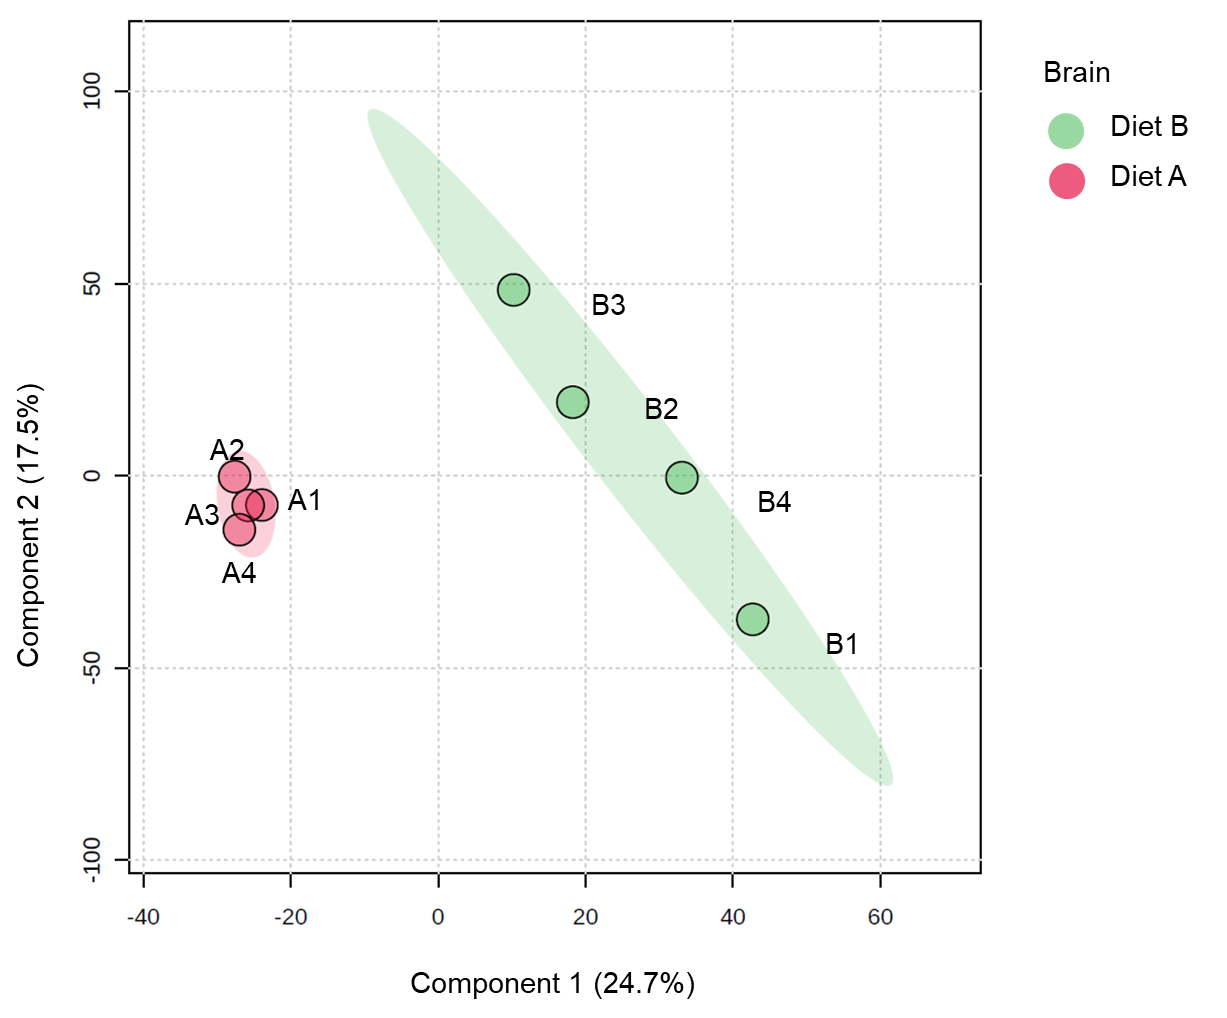 Brain
Diet B
Diet A
100
50
0
-50
-100
Component 2 (17.5%)
B3
B2
A2
A1
A3
B4
A4
B1
-40
-20
0
20
40
60
Component 1 (24.7%)